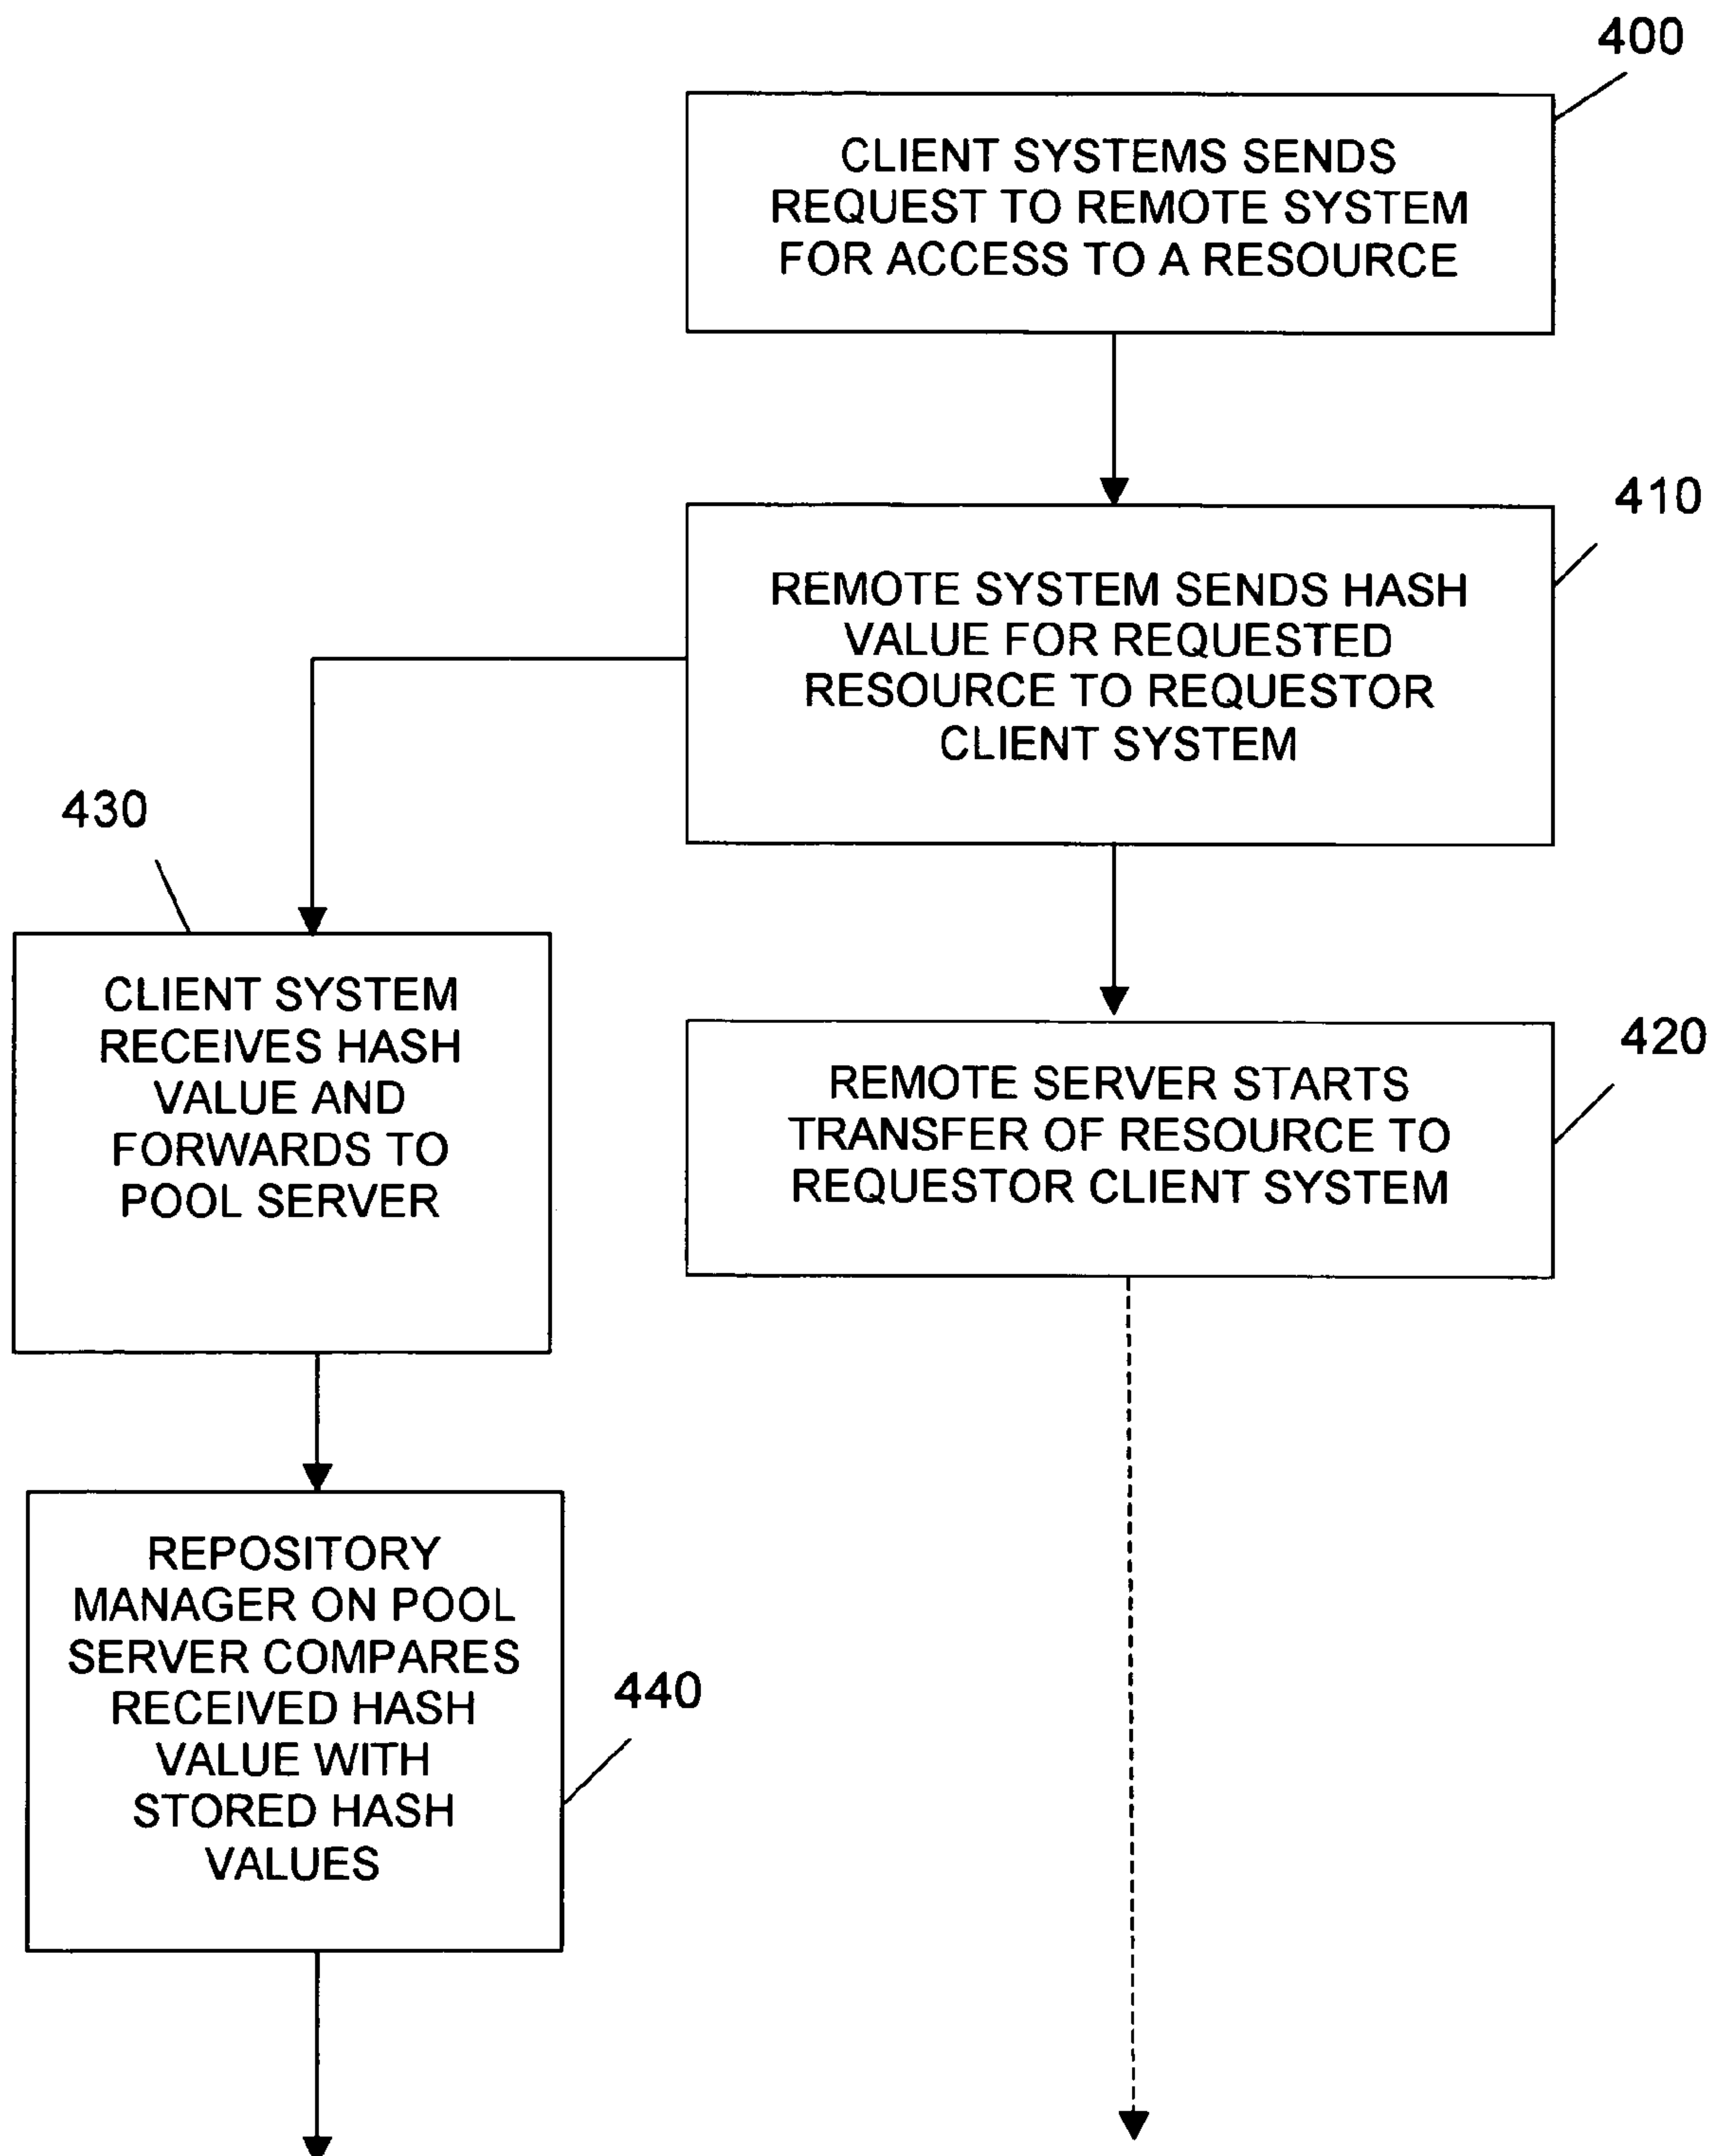 400
CLIENT SYSTEMS SENDS
REQUEST TO REMOTE SYSTEM
FOR ACCESS TO A RESOURCE
410
REMOTE SYSTEM SENDS HASH
VALUE FOR REQUESTED
RESOURCE TO REQUESTOR
CLIENT SYSTEM
430
CLIENT SYSTEM
RECEIVES HASH
VALUE AND
FORWARDS TO
POOL SERVER
420
REMOTE SERVER STARTS
TRANSFER OF RESOURCE TO
REQUESTOR CLIENT SYSTEM
REPOSITORY
MANAGER ON POOL
SERVER COMPARES
RECEIVED HASH
VALUE WITH
STORED HASH
VALUES
440